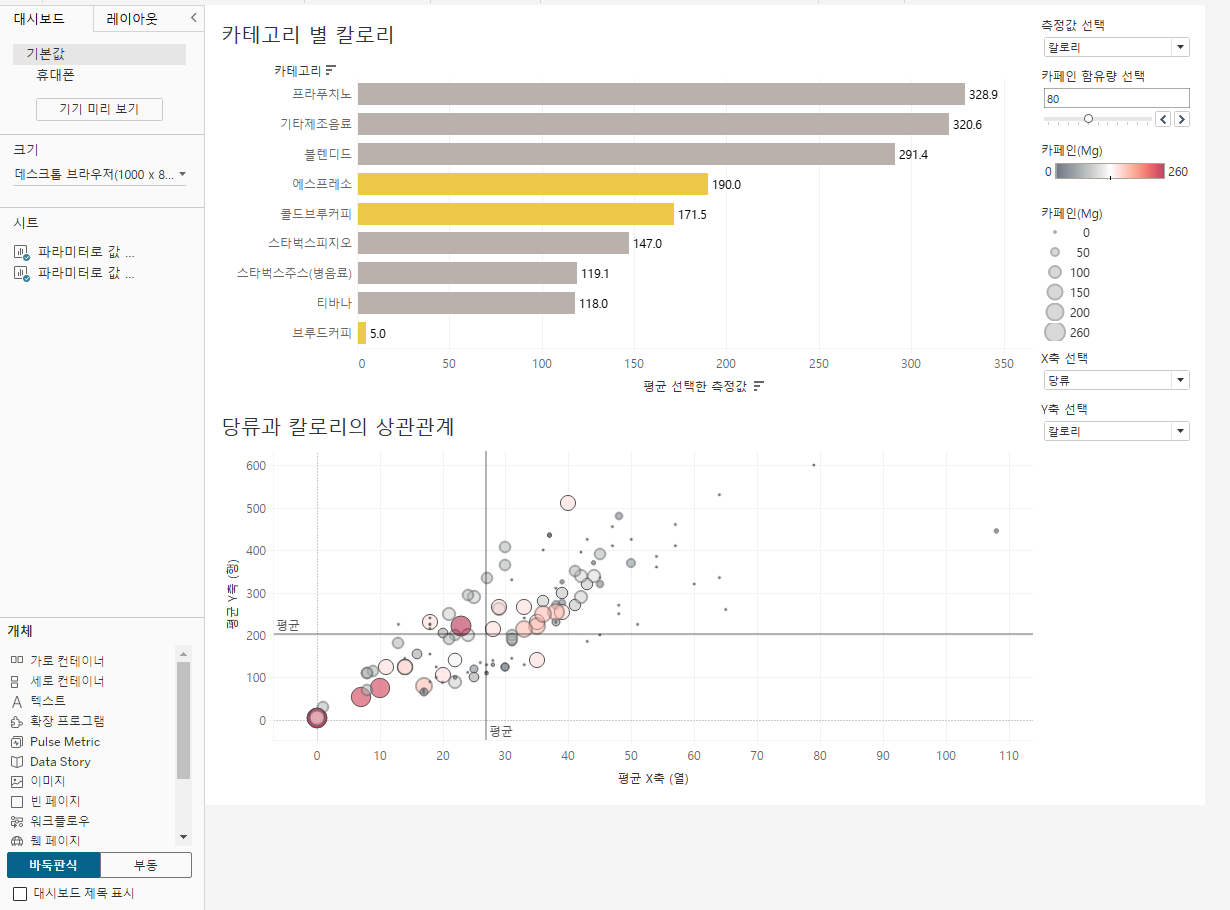 대시보드
레이아웃
기본값
휴대폰
기기 미리 보기
크기
데스크톱 브라우저(1000 x 8...
시트
파라미터로 값 ...
파라미터로 값 ...
개체
가로 컨테이너
세로 컨테이너
텍스트
확장 프로그램
Pulse Metric
Data Story
이미지
빈 페이지
워크플로우
웹 페이지
바둑판식
부동
대시보드 제목 표시
카테고리 별 칼로리
카테고리
프라푸치노 328.9
기타제조음료 320.6
블렌디드 291.4
에스프레소 190.0
콜드브루커피 171.5
스타벅스피지오 147.0
스타벅스주스(병음료) 119.1
티바나 118.0
브루드커피 5.0
0 50 100 150 200 250 300 350
평균 선택한 측정값
당류과 칼로리의 상관관계
평균 Y축 (행)
600
500
400
300
200
100
0
평균
평균
0 10 20 30 40 50 60 70 80 90 100 110
평균 X축 (열)
측정값 선택
칼로리
카페인 함유량 선택
80
카페인(Mg)
0 260
카페인(Mg)
0
50
100
150
200
260
X축 선택
당류
Y축 선택
칼로리